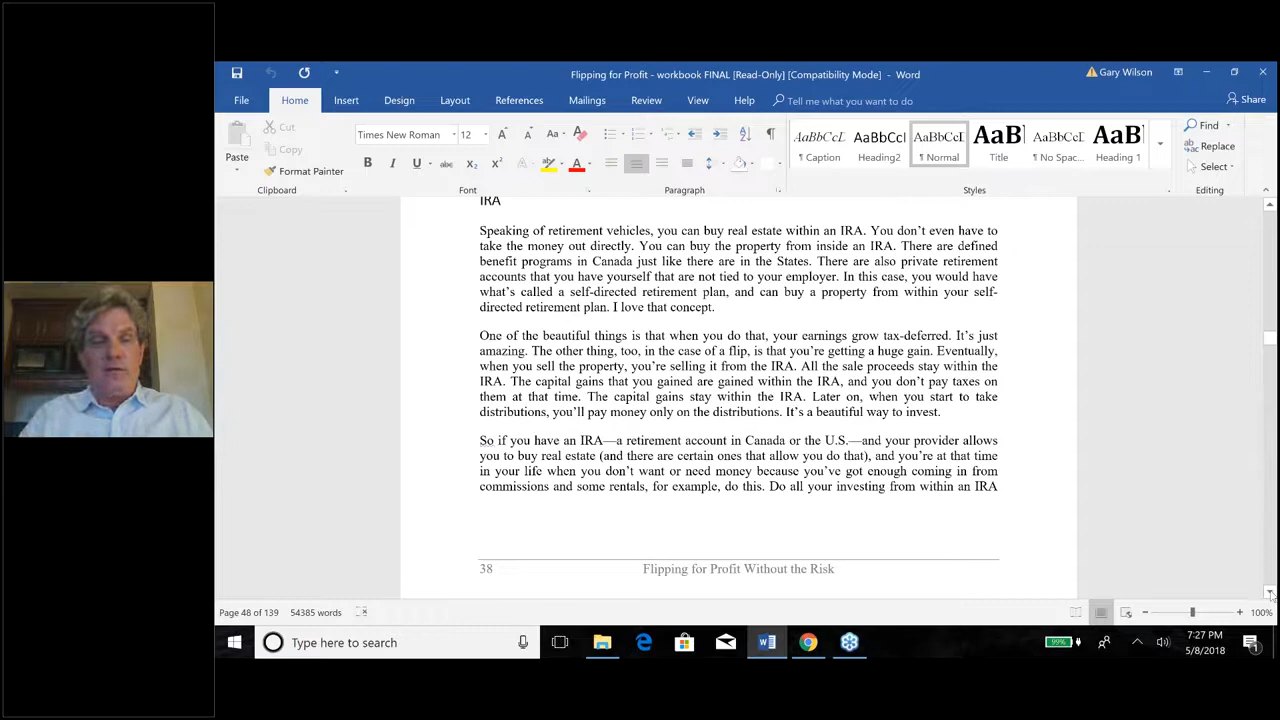 Flipping for Profit - workbook FINAL [Read-Only] [Compatibility Mode] - Word
Gary Wilson
File Home Insert Design Layout References Mailings Review View Help Tell me what you want to do Share
Paste
Cut
Copy
Format Painter
Clipboard
Times New Roman 12
Font
Paragraph
AaBbCcD AaBbCcl AaBbCcD AaB AaBbCcD AaB
Caption Heading2 ¶ Normal Title ¶ No Spac... Heading 1
Styles
Find
Replace
Select
Editing
IRA
Speaking of retirement vehicles, you can buy real estate within an IRA. You don't even have to
take the money out directly. You can buy the property from inside an IRA. There are defined
benefit programs in Canada just like there are in the States. There are also private retirement
accounts that you have yourself that are not tied to your employer. In this case, you would have
what's called a self-directed retirement plan, and can buy a property from within your self-
directed retirement plan. I love that concept.
One of the beautiful things is that when you do that, your earnings grow tax-deferred. It's just
amazing. The other thing, too, in the case of a flip, is that you're getting a huge gain. Eventually,
when you sell the property, you're selling it from the IRA. All the sale proceeds stay within the
IRA. The capital gains that you gained are gained within the IRA, and you don't pay taxes on
them at that time. The capital gains stay within the IRA. Later on, when you start to take
distributions, you'll pay money only on the distributions. It's a beautiful way to invest.
So if you have an IRA—a retirement account in Canada or the U.S.—and your provider allows
you to buy real estate (and there are certain ones that allow you do that), and you're at that time
in your life when you don't want or need money because you've got enough coming in from
commissions and some rentals, for example, do this. Do all your investing from within an IRA
38 Flipping for Profit Without the Risk
Page 48 of 139 54385 words 100%
Type here to search
99%
7:27 PM
5/8/2018